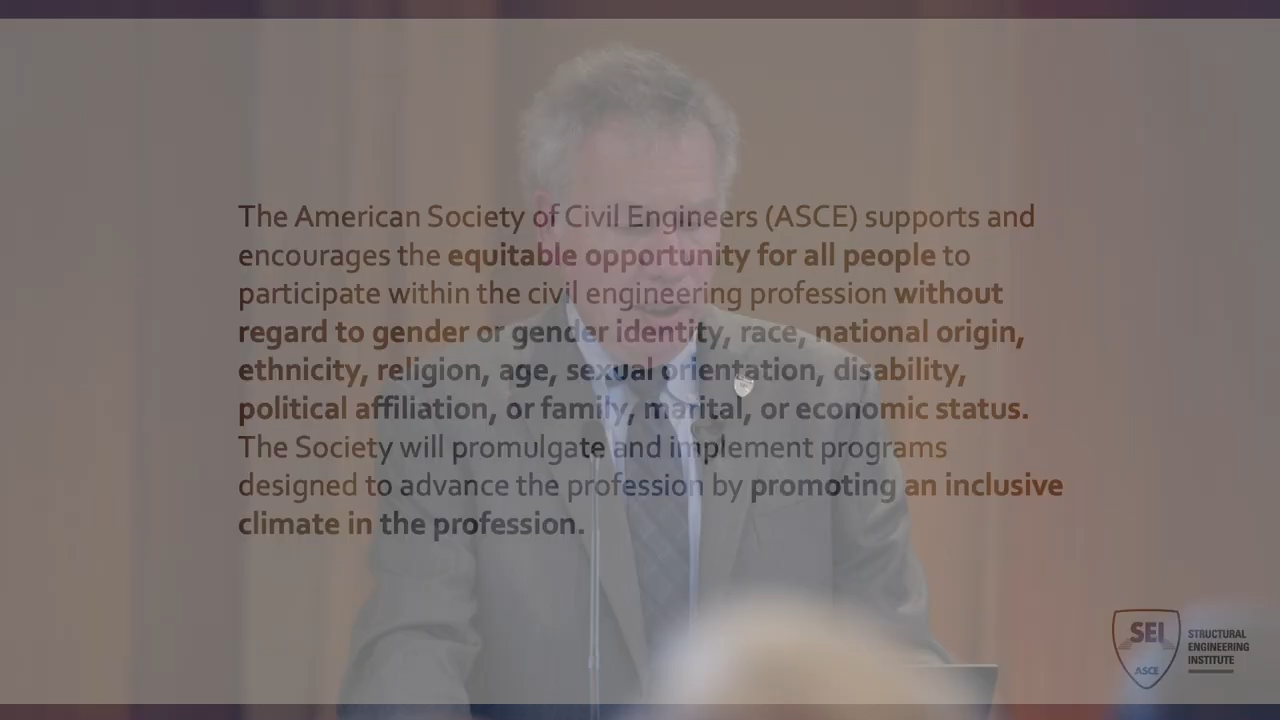 The American Society of Civil Engineers (ASCE) supports and
encourages the equitable opportunity for all people to
participate within the civil engineering profession without
regard to gender or gender identity, race, national origin,
ethnicity, religion, age, sexual orientation, disability,
political affiliation, or family, marital, or economic status.
The Society will promulgate and implement programs
designed to advance the profession by promoting an inclusive
climate in the profession.
SEI
ASCE
STRUCTURAL
ENGINEERING
INSTITUTE